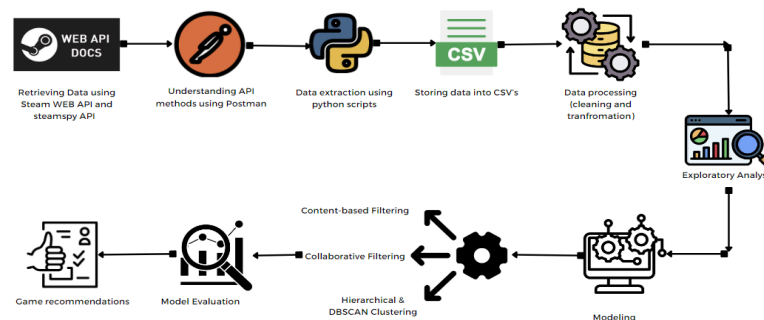 WEB API
DOCS
CSV
Retrieving Data using
Steam WEB API and
steamspy API
Understanding API
methods using Postman
Data extraction using
python scripts
Storing data into CSV's
Data processing
(cleaning and
tranfromation)
Exploratory Analys
Content-based Filtering
Collaborative Filtering
Hierarchical &
DBSCAN Clustering
Game recommendations
Model Evaluation
Modeling